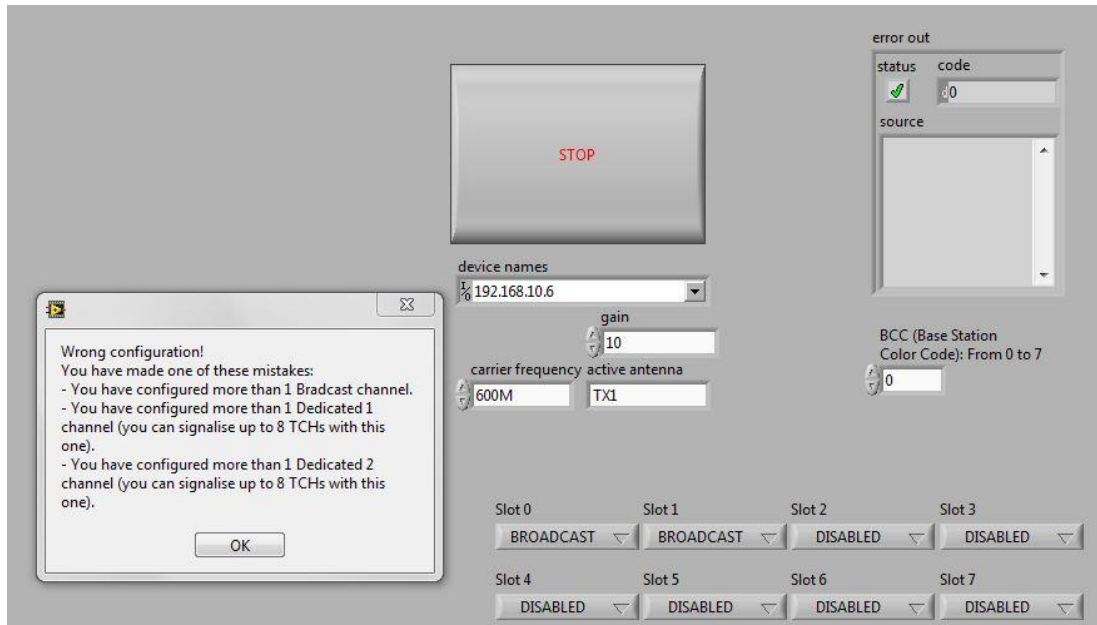 error out
status code
0
source
STOP
device names
192.168.10.6
gain
10
carrier frequency active antenna
600M TX1
BCC (Base Station
Color Code): From 0 to 7
0
Wrong configuration!
You have made one of these mistakes:
- You have configured more than 1 Bradcast channel.
- You have configured more than 1 Dedicated 1
channel (you can signalise up to 8 TCHs with this
one).
- You have configured more than 1 Dedicated 2
channel (you can signalise up to 8 TCHs with this
one).
OK
Slot 0 Slot 1 Slot 2 Slot 3
BROADCAST BROADCAST DISABLED DISABLED
Slot 4 Slot 5 Slot 6 Slot 7
DISABLED DISABLED DISABLED DISABLED